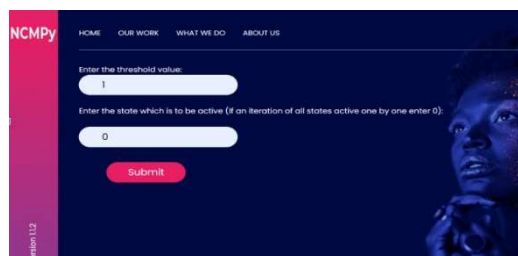 NCMPy
HOME OUR WORK WHAT WE DO ABOUT US
Enter the threshold value:
1
Enter the state which is to be active (If an iteration of all states active one by one enter 0):
0
Submit